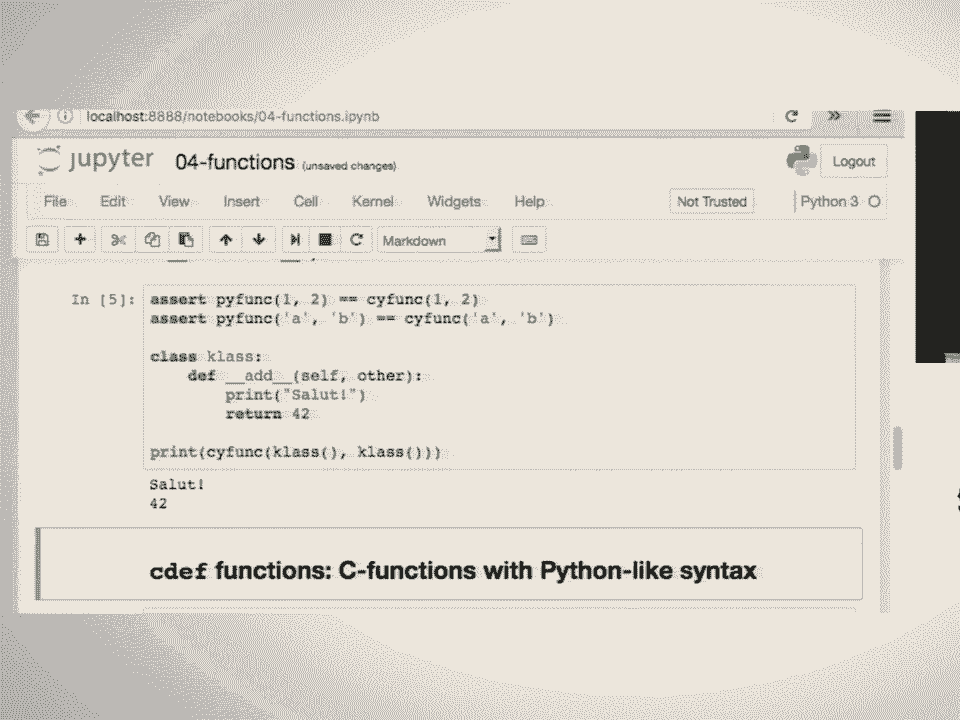 localhost:8888/notebooks/04-functions.ipynb
jupyter 04-functions (unsaved changes) Logout
File Edit View Insert Cell Kernel Widgets Help Not Trusted Python 3
Markdown
In [5]: assert pyfunc(1, 2) == cyfunc(1, 2)
assert pyfunc('a', 'b') == cyfunc('a', 'b')
class klass:
def __add__(self, other):
print("Salut!")
return 42
print(cyfunc(klass(), klass()))
Salut!
42
cdef functions: C-functions with Python-like syntax